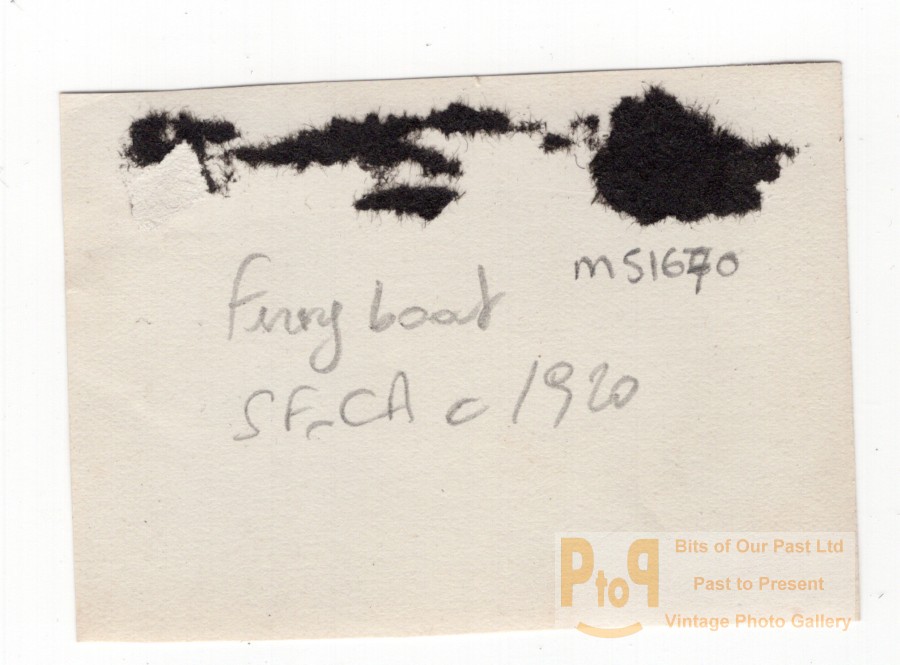 mS1670
Ferry boat
SF, CA c 1920
PtoP
Bits of Our Past Ltd
Past to Present
Vintage Photo Gallery